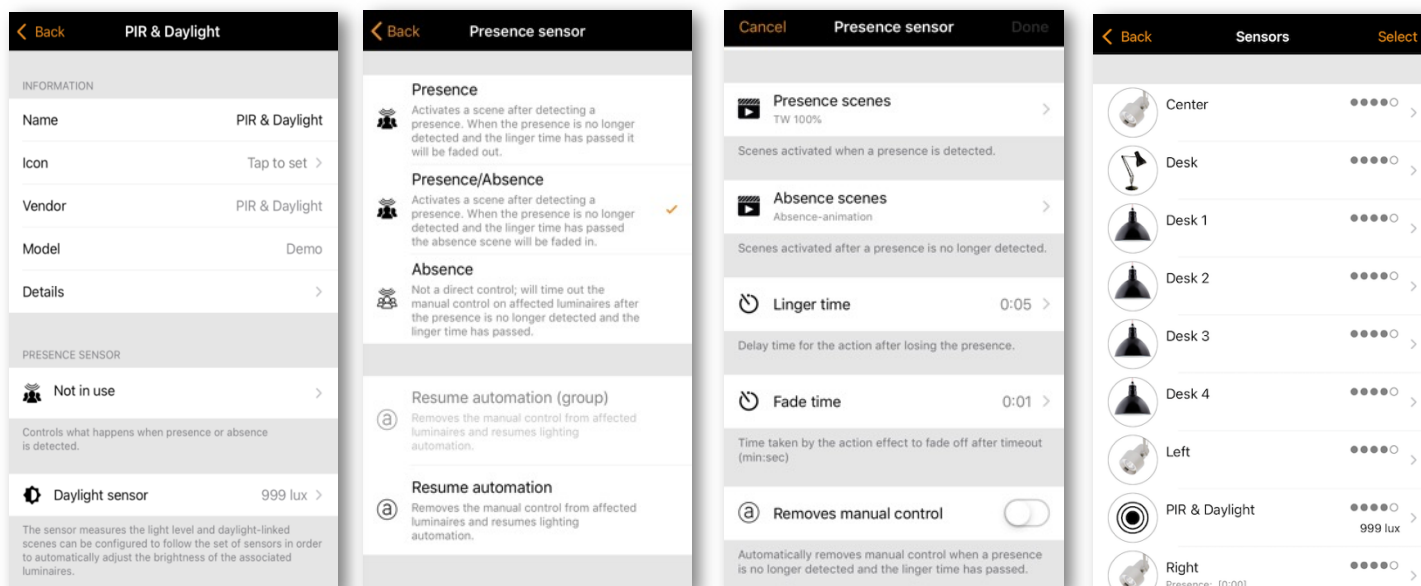 Back
PIR & Daylight
INFORMATION
Name
PIR & Daylight
Icon
Tap to set
Vendor
PIR & Daylight
Model
Demo
Details
PRESENCE SENSOR
Not in use
Controls what happens when presence or absence
is detected.
Daylight sensor
999 lux
The sensor measures the light level and daylight-linked
scenes can be configured to follow the set of sensors in order
to automatically adjust the brightness of the associated
luminaires.
Back
Presence sensor
Presence
Activates a scene after detecting a
presence. When the presence is no longer
detected and the linger time has passed it
will be faded out.
Presence/Absence
Activates a scene after detecting a
presence. When the presence is no longer
detected and the linger time has passed
the absence scene will be faded in.
Absence
Not a direct control; will time out the
manual control on affected luminaires after
the presence is no longer detected and the
linger time has passed.
Resume automation (group)
Removes the manual control from affected
luminaires and resumes lighting
automation.
Resume automation
Removes the manual control from affected
luminaires and resumes lighting
automation.
Cancel
Presence sensor
Done
Presence scenes
TW 100%
Scenes activated when a presence is detected.
Absence scenes
Absence-animation
Scenes activated after a presence is no longer detected.
Linger time
0:05
Delay time for the action after losing the presence.
Fade time
0:01
Time taken by the action effect to fade off after timeout
(min:sec)
Removes manual control
Automatically removes manual control when a presence
is no longer detected and the linger time has passed.
Back
Sensors
Select
Center
Desk
Desk 1
Desk 2
Desk 3
Desk 4
Left
PIR & Daylight
999 lux
Right
Presence: [0:00]